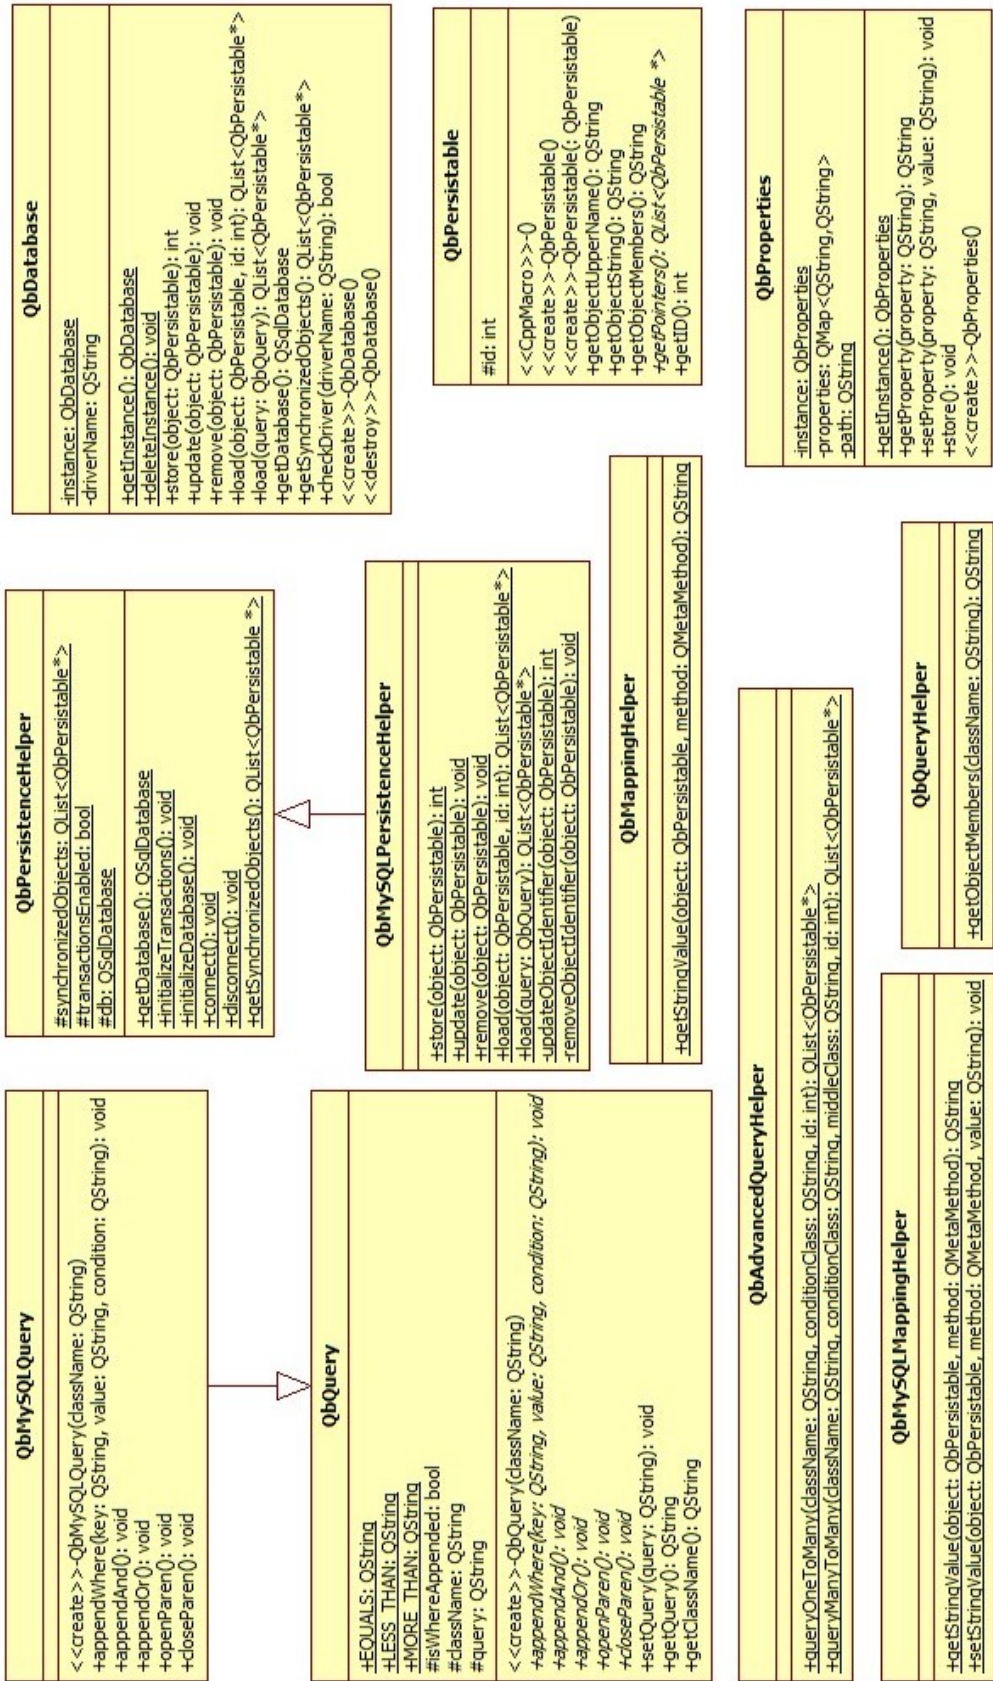 QbMySQLQuery
<<create>>-QbMySQLQuery(className: QString)
+appendWhere(key: QString, value: QString, condition: QString): void
+appendAnd(): void
+appendOr(): void
+openParen(): void
+closeParen(): void
QbPersistenceHelper
#synchronizedObjects: QList<QbPersistable*>
#transactionsEnabled: bool
#db: QSqlDatabase
+getDatabase(): QSqlDatabase
+initializeTransactions(): void
+initializeDatabase(): void
+connect(): void
+disconnect(): void
+getSynchronizedObjects(): QList<QbPersistable *>
QbDatabase
-instance: QbDatabase
-driverName: QString
+getInstance(): QbDatabase
+deleteInstance(): void
+store(object: QbPersistable): int
+update(object: QbPersistable): void
+remove(object: QbPersistable): void
+load(object: QbPersistable, id: int): QList<QbPersistable*>
+load(query: QbQuery): QList<QbPersistable*>
+getDatabase(): QSqlDatabase
+getSynchronizedObjects(): QList<QbPersistable*>
+checkDriver(driverName: QString): bool
<<create>>-QbDatabase()
<<destroy>>-QbDatabase()
QbQuery
+EQUALS: QString
+LESS_THAN: QString
+MORE_THAN: QString
#isWhereAppended: bool
#className: QString
#query: QString
<<create>>-QbQuery(className: QString)
+appendWhere(key: QString, value: QString, condition: QString): void
+appendAnd(): void
+appendOr(): void
+openParen(): void
+closeParen(): void
+setQuery(query: QString): void
+getQuery(): QString
+getClassName(): QString
QbMySQLPersistenceHelper
+store(object: QbPersistable): int
+update(object: QbPersistable): void
+remove(object: QbPersistable): void
+load(object: QbPersistable, id: int): QList<QbPersistable*>
+load(query: QbQuery): QList<QbPersistable*>
-updateObjectIdentifier(object: QbPersistable): int
-removeObjectIdentifier(object: QbPersistable): void
QbPersistable
#id: int
<<CppMacro>>-()
<<create>>-QbPersistable()
<<create>>-QbPersistable(: QbPersistable)
+getObjectUpperName(): QString
+getObjectString(): QString
+getObjectMembers(): QString
+getPointers(): QList<QbPersistable *>
+getID(): int
QbMappingHelper
+getStringValue(object: QbPersistable, method: QMetaMethod): QString
QbAdvancedQueryHelper
+queryOneToMany(className: QString, conditionClass: QString, id: int): QList<QbPersistable*>
+queryManyToMany(className: QString, conditionClass: QString, middleClass: QString, id: int): QList<QbPersistable*>
QbProperties
-instance: QbProperties
-properties: QMap<QString,QString>
-path: QString
+getInstance(): QbProperties
+getProperty(property: QString): QString
+setProperty(property: QString, value: QString): void
+store(): void
<<create>>-QbProperties()
QbMySQLMappingHelper
+getStringValue(object: QbPersistable, method: QMetaMethod): QString
+setStringValue(object: QbPersistable, method: QMetaMethod, value: QString): void
QbQueryHelper
+getObjectMembers(className: QString): QString